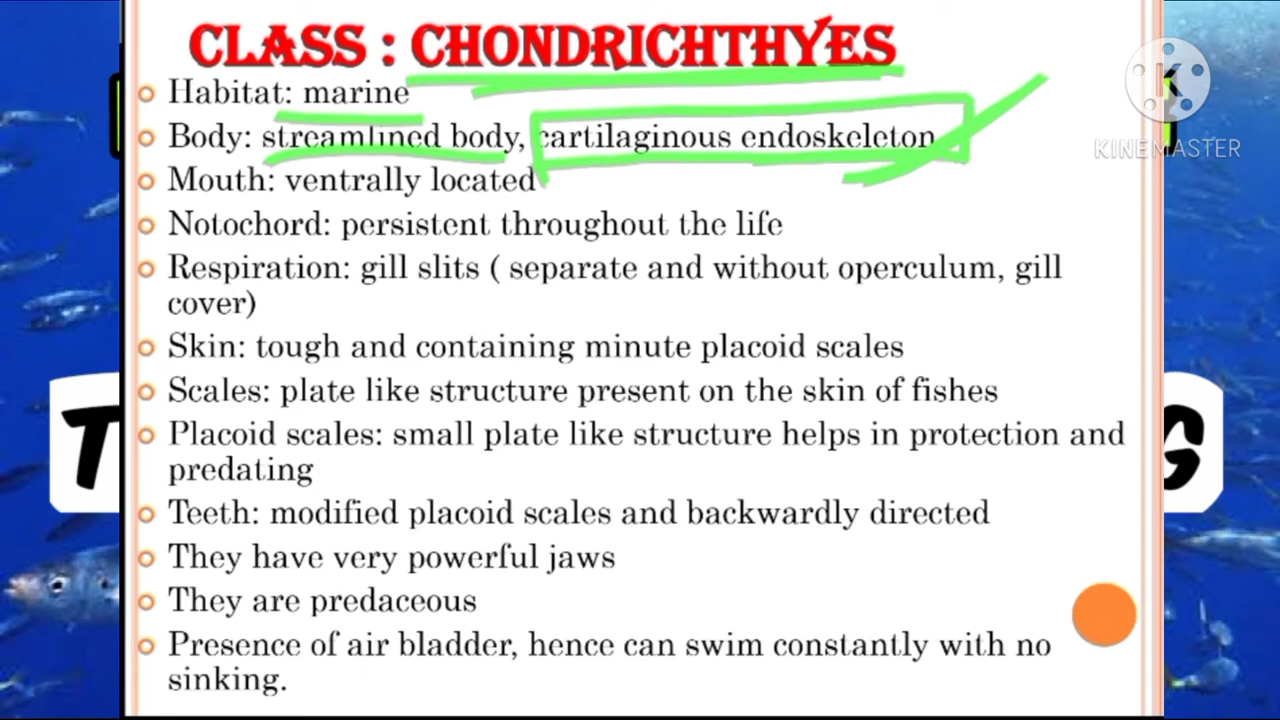 CLASS : CHONDRICHTHYES
Habitat: marine
Body: streamlined body, cartilaginous endoskeleton
Mouth: ventrally located
Notochord: persistent throughout the life
Respiration: gill slits ( separate and without operculum, gill
cover)
Skin: tough and containing minute placoid scales
Scales: plate like structure present on the skin of fishes
Placoid scales: small plate like structure helps in protection and
predating
Teeth: modified placoid scales and backwardly directed
They have very powerful jaws
They are predaceous
Presence of air bladder, hence can swim constantly with no
sinking.
K
KINEMASTER
T
G